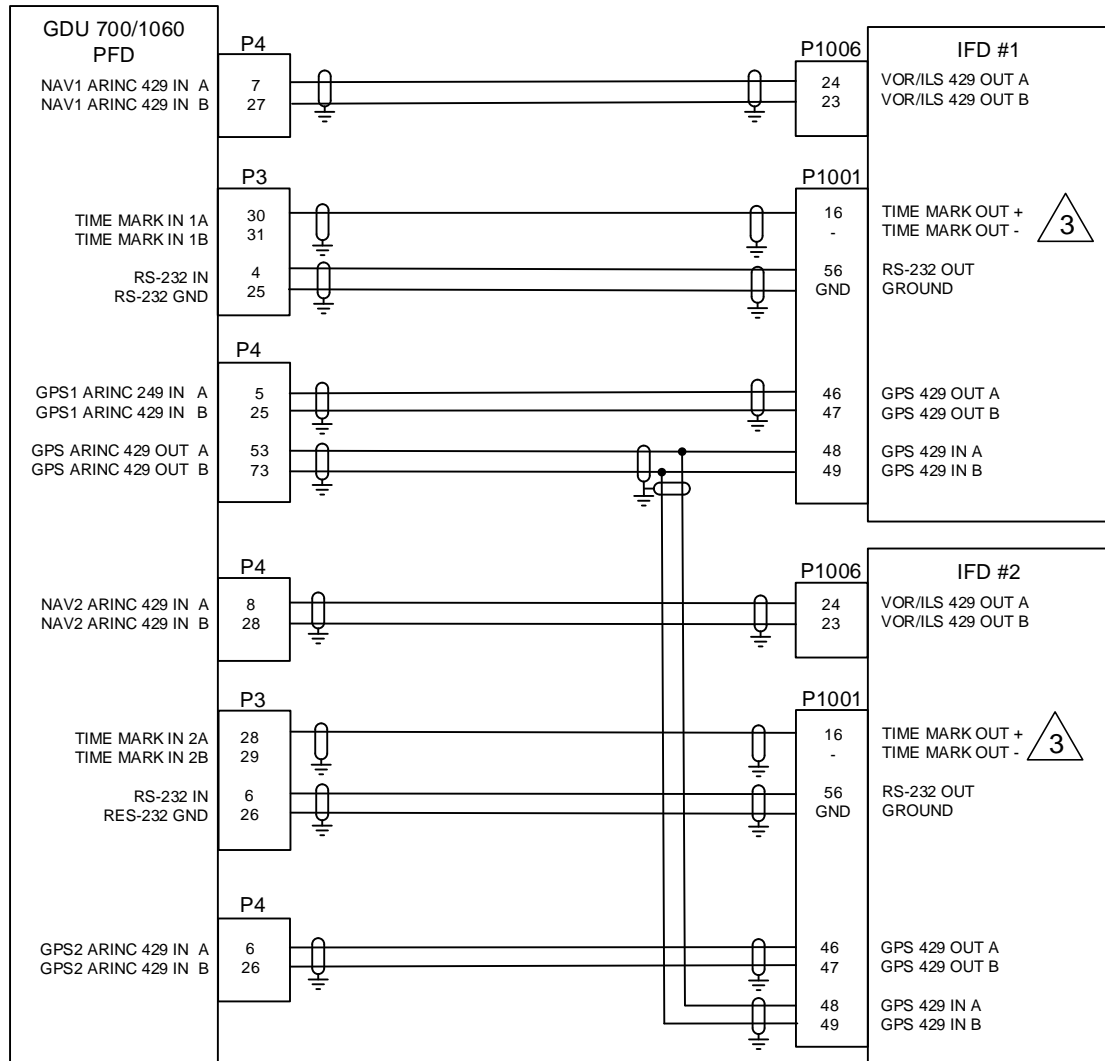 GDU 700/1060
PFD
P4
NAV1 ARINC 429 IN A 7
NAV1 ARINC 429 IN B 27
P1006
IFD #1
24 VOR/ILS 429 OUT A
23 VOR/ILS 429 OUT B
P3
TIME MARK IN 1A 30
TIME MARK IN 1B 31
RS-232 IN 4
RS-232 GND 25
P1001
16 TIME MARK OUT +
- TIME MARK OUT -
3
56 RS-232 OUT
GND GROUND
P4
GPS1 ARINC 249 IN A 5
GPS1 ARINC 429 IN B 25
GPS ARINC 429 OUT A 53
GPS ARINC 429 OUT B 73
46 GPS 429 OUT A
47 GPS 429 OUT B
48 GPS 429 IN A
49 GPS 429 IN B
P4
NAV2 ARINC 429 IN A 8
NAV2 ARINC 429 IN B 28
P1006
IFD #2
24 VOR/ILS 429 OUT A
23 VOR/ILS 429 OUT B
P3
TIME MARK IN 2A 28
TIME MARK IN 2B 29
RS-232 IN 6
RES-232 GND 26
P1001
16 TIME MARK OUT +
- TIME MARK OUT -
3
56 RS-232 OUT
GND GROUND
P4
GPS2 ARINC 429 IN A 6
GPS2 ARINC 429 IN B 26
46 GPS 429 OUT A
47 GPS 429 OUT B
48 GPS 429 IN A
49 GPS 429 IN B